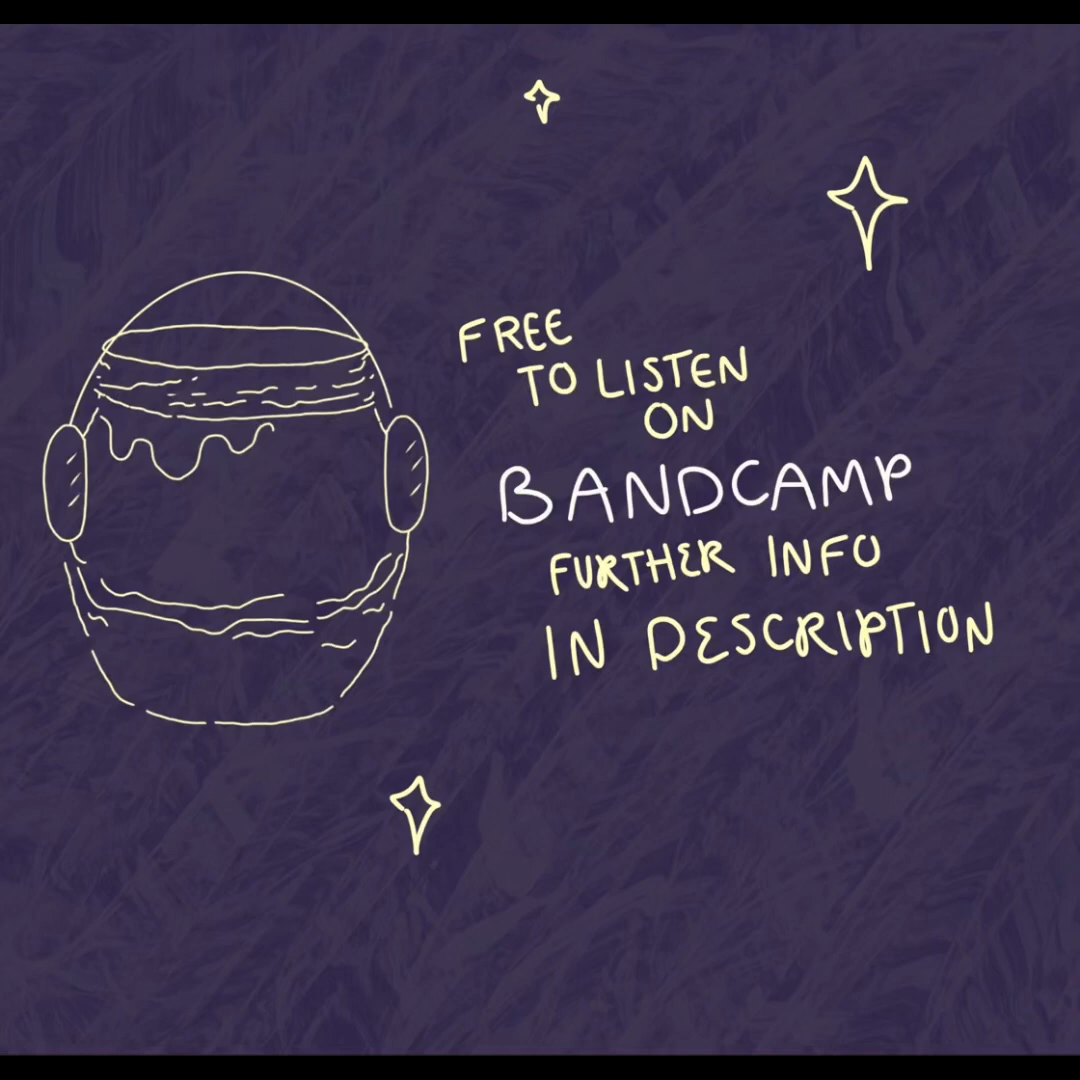 FREE
TO LISTEN
ON
BANDCAMP
FURTHER INFO
IN DESCRIPTION